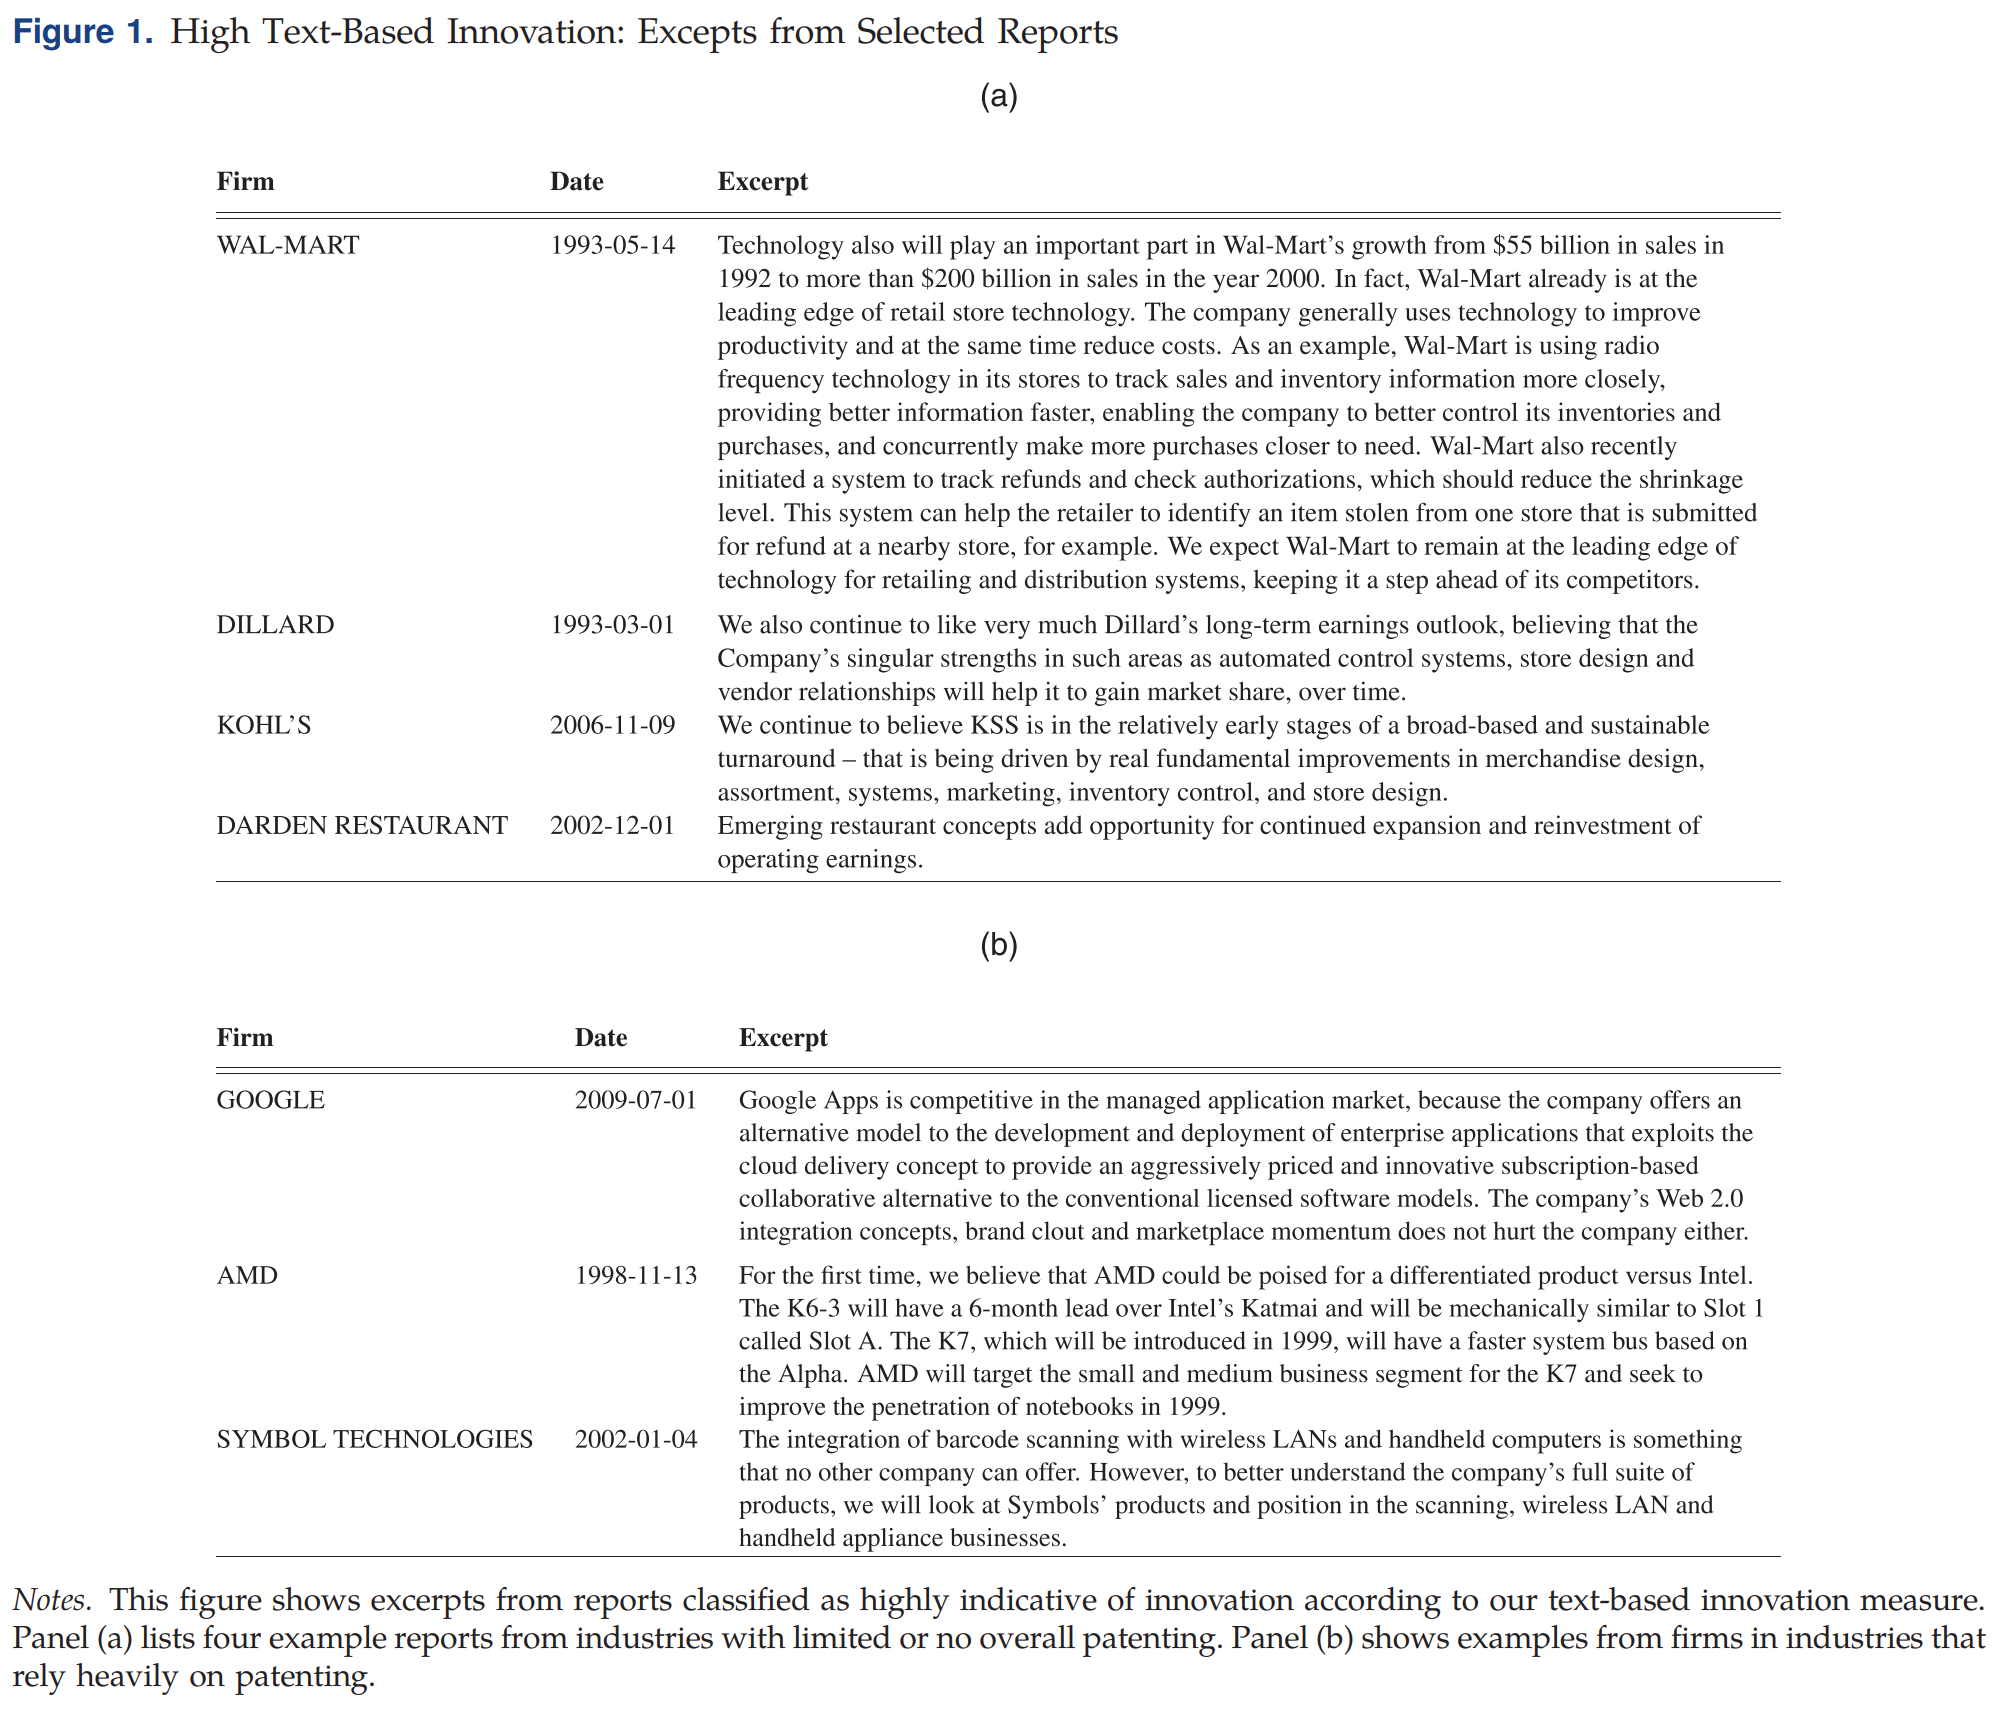 Figure 1. High Text-Based Innovation: Excepts from Selected Reports
(a)
Firm Date Excerpt
WAL-MART 1993-05-14 Technology also will play an important part in Wal-Mart’s growth from $55 billion in sales in
1992 to more than $200 billion in sales in the year 2000. In fact, Wal-Mart already is at the
leading edge of retail store technology. The company generally uses technology to improve
productivity and at the same time reduce costs. As an example, Wal-Mart is using radio
frequency technology in its stores to track sales and inventory information more closely,
providing better information faster, enabling the company to better control its inventories and
purchases, and concurrently make more purchases closer to need. Wal-Mart also recently
initiated a system to track refunds and check authorizations, which should reduce the shrinkage
level. This system can help the retailer to identify an item stolen from one store that is submitted
for refund at a nearby store, for example. We expect Wal-Mart to remain at the leading edge of
technology for retailing and distribution systems, keeping it a step ahead of its competitors.
DILLARD 1993-03-01 We also continue to like very much Dillard’s long-term earnings outlook, believing that the
Company’s singular strengths in such areas as automated control systems, store design and
vendor relationships will help it to gain market share, over time.
KOHL’S 2006-11-09 We continue to believe KSS is in the relatively early stages of a broad-based and sustainable
turnaround – that is being driven by real fundamental improvements in merchandise design,
assortment, systems, marketing, inventory control, and store design.
DARDEN RESTAURANT 2002-12-01 Emerging restaurant concepts add opportunity for continued expansion and reinvestment of
operating earnings.
(b)
Firm Date Excerpt
GOOGLE 2009-07-01 Google Apps is competitive in the managed application market, because the company offers an
alternative model to the development and deployment of enterprise applications that exploits the
cloud delivery concept to provide an aggressively priced and innovative subscription-based
collaborative alternative to the conventional licensed software models. The company’s Web 2.0
integration concepts, brand clout and marketplace momentum does not hurt the company either.
AMD 1998-11-13 For the first time, we believe that AMD could be poised for a differentiated product versus Intel.
The K6-3 will have a 6-month lead over Intel’s Katmai and will be mechanically similar to Slot 1
called Slot A. The K7, which will be introduced in 1999, will have a faster system bus based on
the Alpha. AMD will target the small and medium business segment for the K7 and seek to
improve the penetration of notebooks in 1999.
SYMBOL TECHNOLOGIES 2002-01-04 The integration of barcode scanning with wireless LANs and handheld computers is something
that no other company can offer. However, to better understand the company’s full suite of
products, we will look at Symbols’ products and position in the scanning, wireless LAN and
handheld appliance businesses.
Notes. This figure shows excerpts from reports classified as highly indicative of innovation according to our text-based innovation measure.
Panel (a) lists four example reports from industries with limited or no overall patenting. Panel (b) shows examples from firms in industries that
rely heavily on patenting.